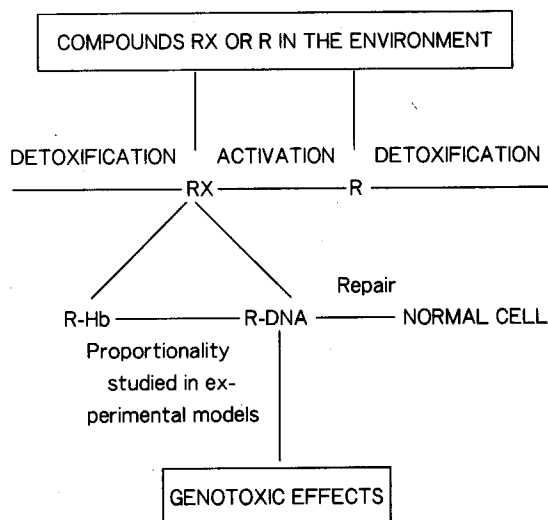 COMPOUNDS RX OR R IN THE ENVIRONMENT
DETOXIFICATION ACTIVATION DETOXIFICATION
RX R
Repair
R-Hb R-DNA NORMAL CELL
Proportionality
studied in ex-
perimental models
GENOTOXIC EFFECTS